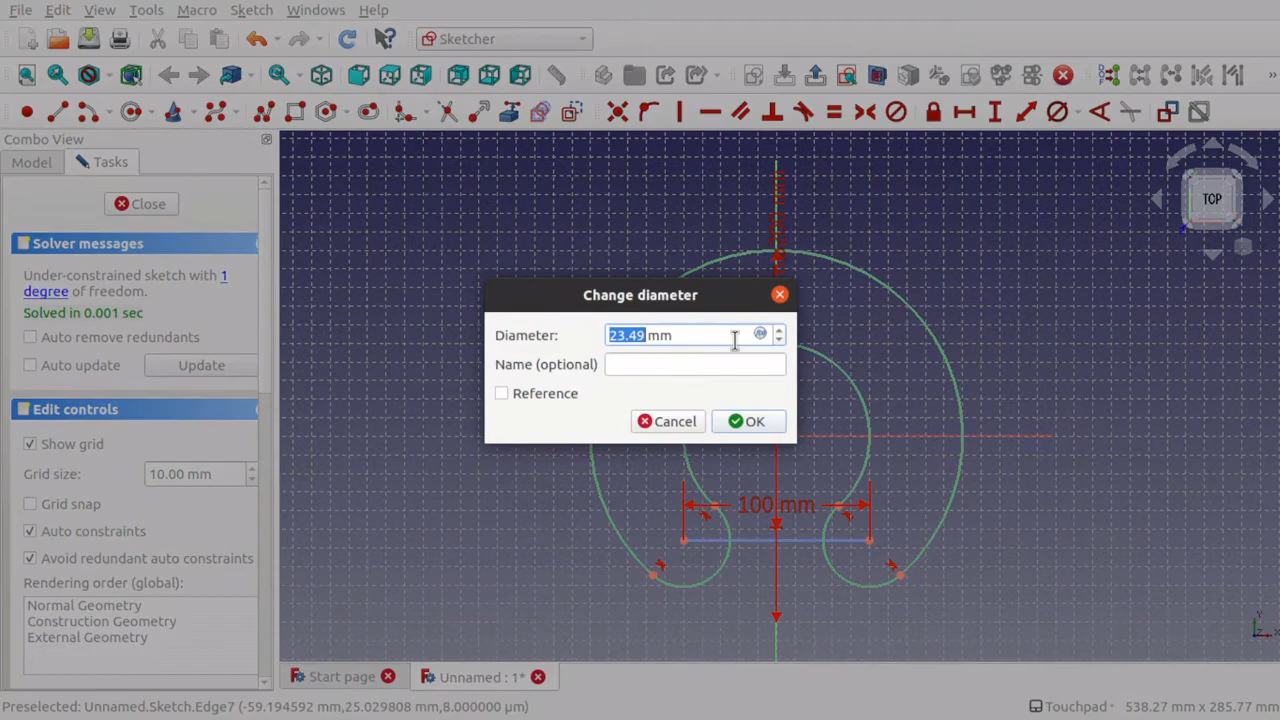 File Edit View Tools Macro Sketch Windows Help
Sketcher
Combo View
Model Tasks
Close
Solver messages
Under-constrained sketch with 1
degree of freedom.
Solved in 0.001 sec
Auto remove redundants
Auto update Update
Edit controls
Show grid
Grid size: 10.00 mm
Grid snap
Auto constraints
Avoid redundant auto constraints
Rendering order (global):
Normal Geometry
Construction Geometry
External Geometry
TOP
Change diameter
Diameter: 23.49 mm
Name (optional)
Reference
Cancel OK
100 mm
Start page Unnamed : 1*
Preselected: Unnamed.Sketch.Edge7 (-59.194592 mm,25.029808 mm,8.000000 µm) Touchpad 538.27 mm x 285.77 mm